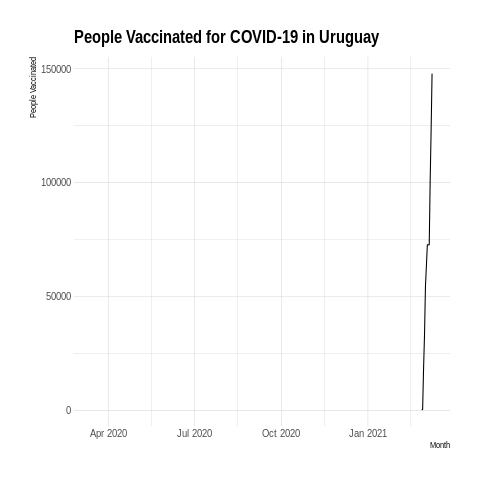 People Vaccinated for COVID-19 in Uruguay
People Vaccinated
150000
100000
50000
0
Apr 2020
Jul 2020
Oct 2020
Jan 2021
Month